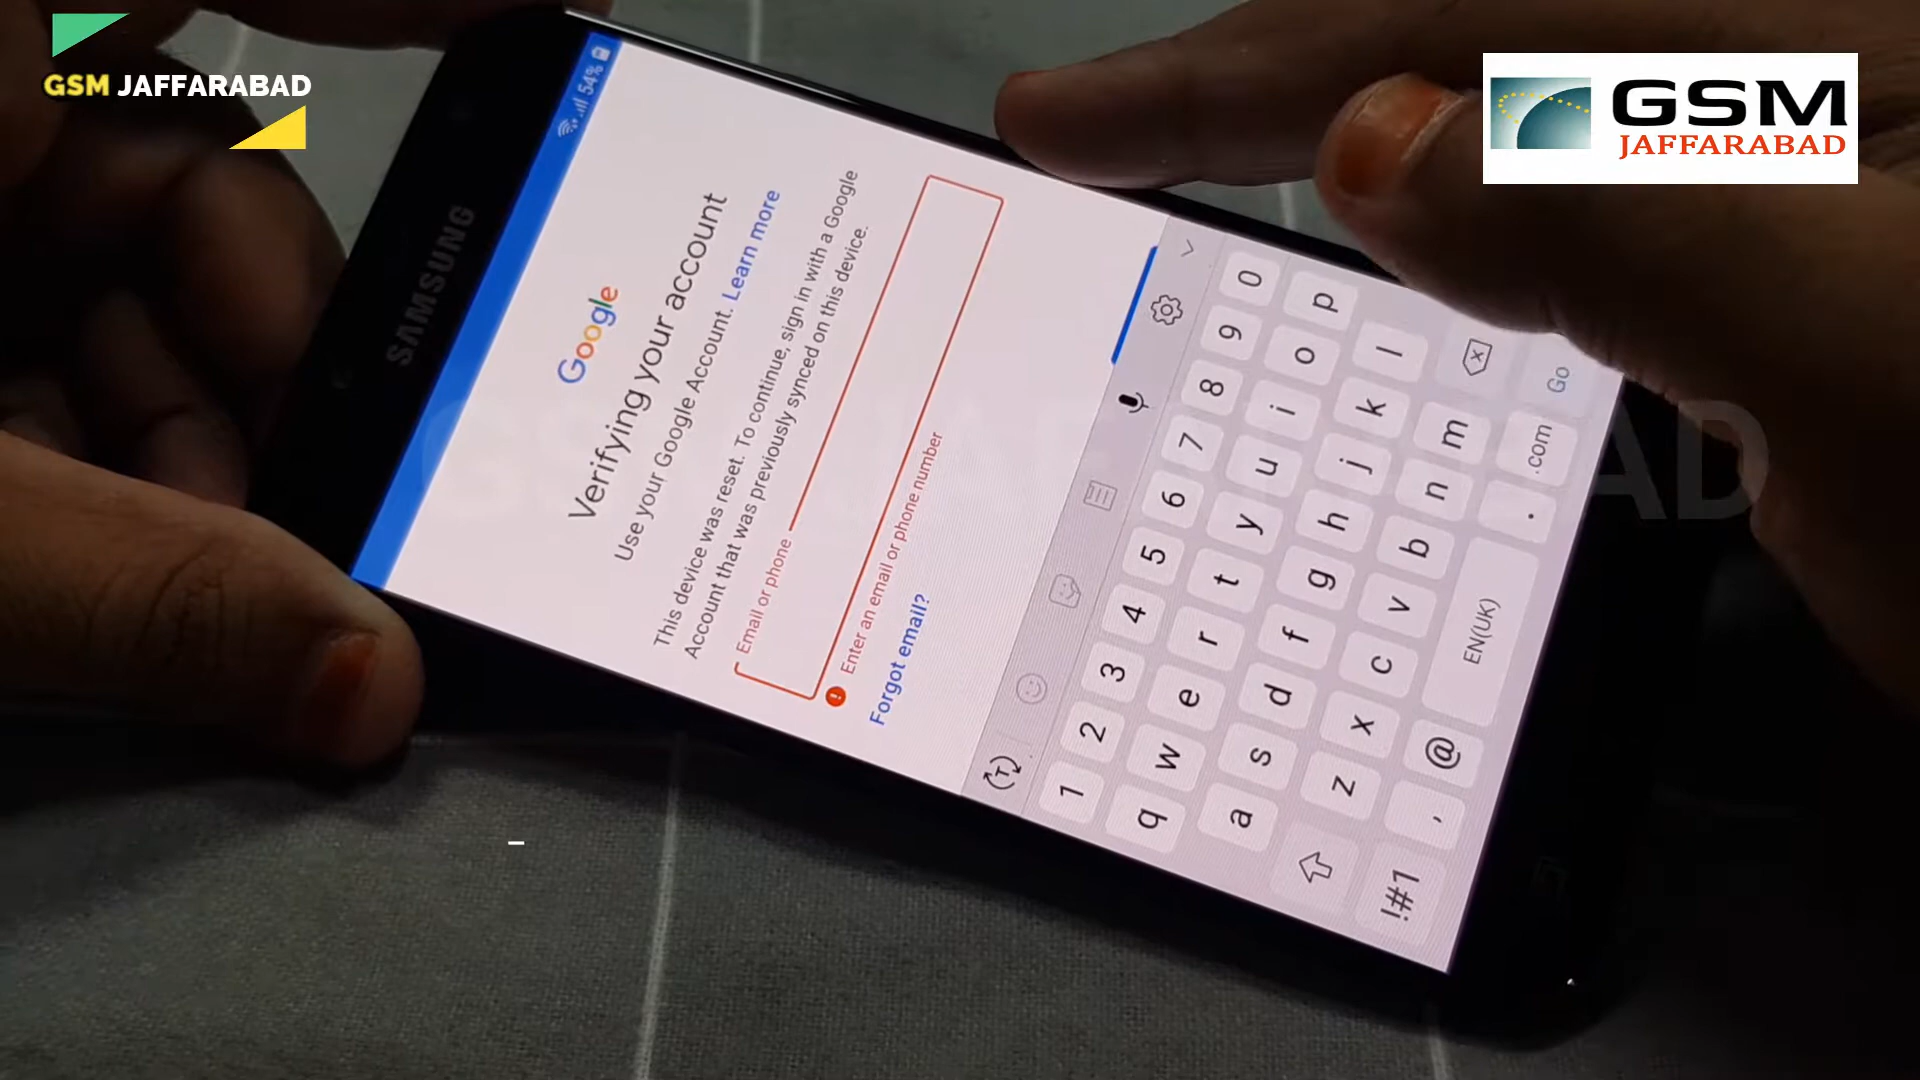 GSM JAFFARABAD
GSM
JAFFARABAD
SAMSUNG
54%
Google
Verifying your account
Use your Google Account. Learn more
This device was reset. To continue, sign in with a Google
Account that was previously synced on this device.
Email or phone
Enter an email or phone number
Forgot email?
1 2 3 4 5 6 7 8 9 0
q w e r t y u i o p
a s d f g h j k l
z x c v b n m
!#1 , @ EN(UK) . .com Go